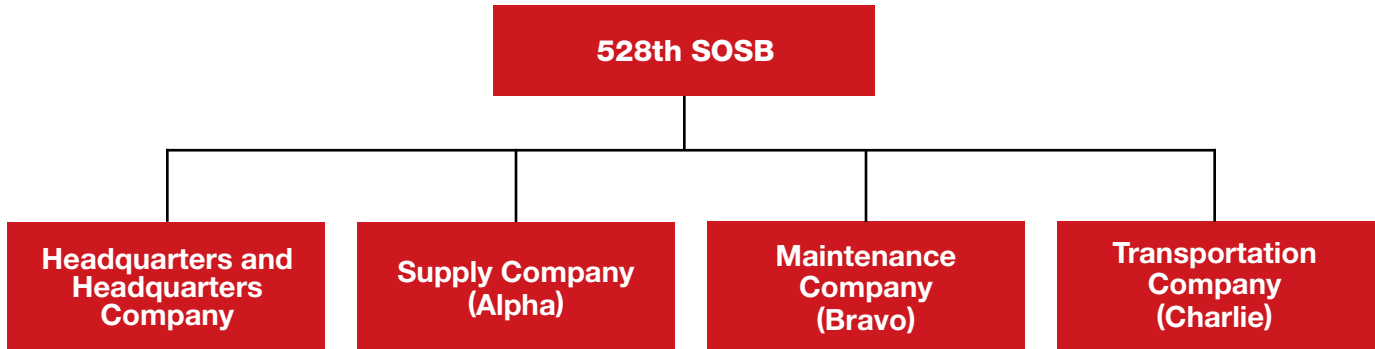 528th SOSB
Headquarters and
Headquarters
Company
Supply Company
(Alpha)
Maintenance
Company
(Bravo)
Transportation
Company
(Charlie)